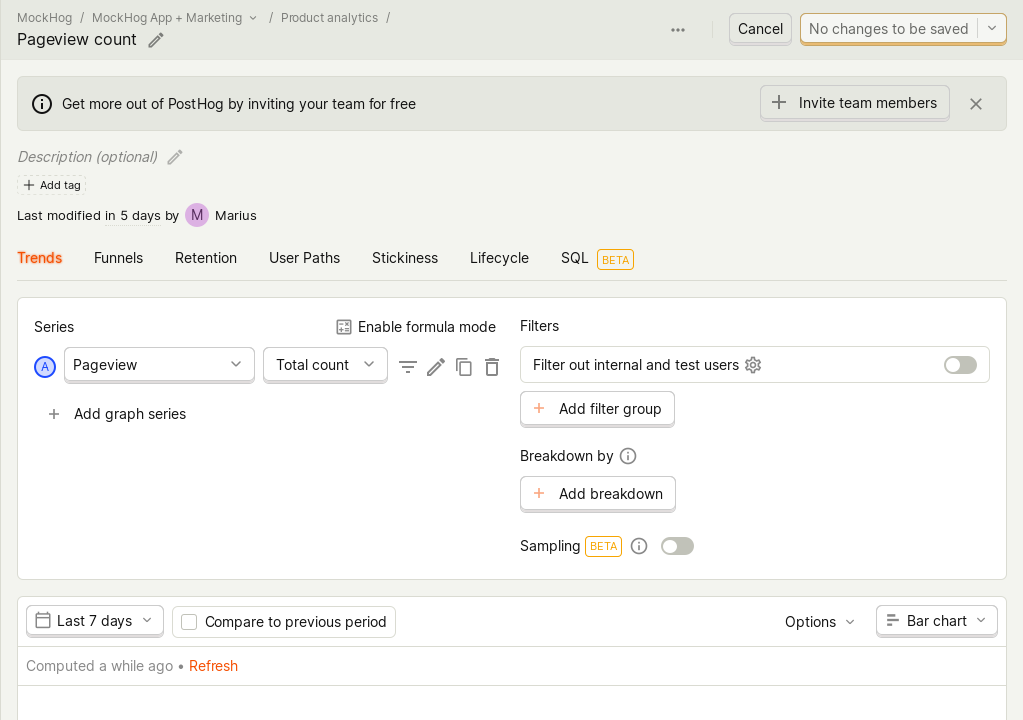 MockHog / MockHog App + Marketing / Product analytics /
Pageview count
Cancel
No changes to be saved
Get more out of PostHog by inviting your team for free
Invite team members
Description (optional)
Add tag
Last modified in 5 days by M Marius
Trends Funnels Retention User Paths Stickiness Lifecycle SQL BETA
Series
Enable formula mode
A Pageview Total count
Add graph series
Filters
Filter out internal and test users
Add filter group
Breakdown by
Add breakdown
Sampling BETA
Last 7 days
Compare to previous period
Options
Bar chart
Computed a while ago • Refresh